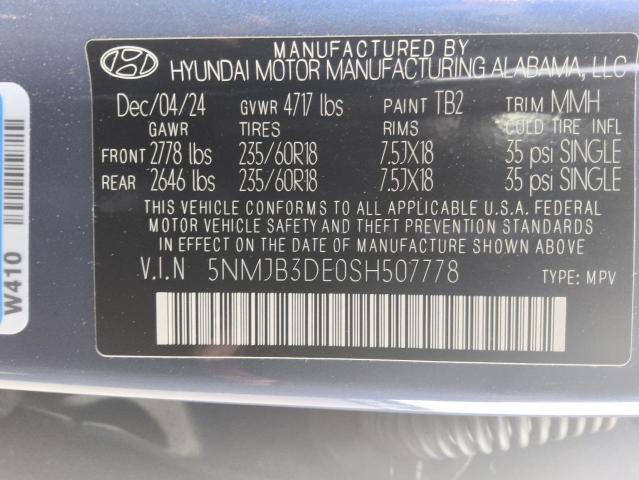 MANUFACTURED BY
HYUNDAI MOTOR MANUFACTURING ALABAMA, LLC
Dec/04/24 GVWR 4717 lbs PAINT TB2 TRIM MMH
GAWR TIRES RIMS COLD TIRE INFL
FRONT 2778 lbs 235/60R18 7.5JX18 35 psi SINGLE
REAR 2646 lbs 235/60R18 7.5JX18 35 psi SINGLE
THIS VEHICLE CONFORMS TO ALL APPLICABLE U.S.A. FEDERAL
MOTOR VEHICLE SAFETY AND THEFT PREVENTION STANDARDS
IN EFFECT ON THE DATE OF MANUFACTURE SHOWN ABOVE.
V.I.N 5NMJB3DE0SH507778 TYPE: MPV
W410